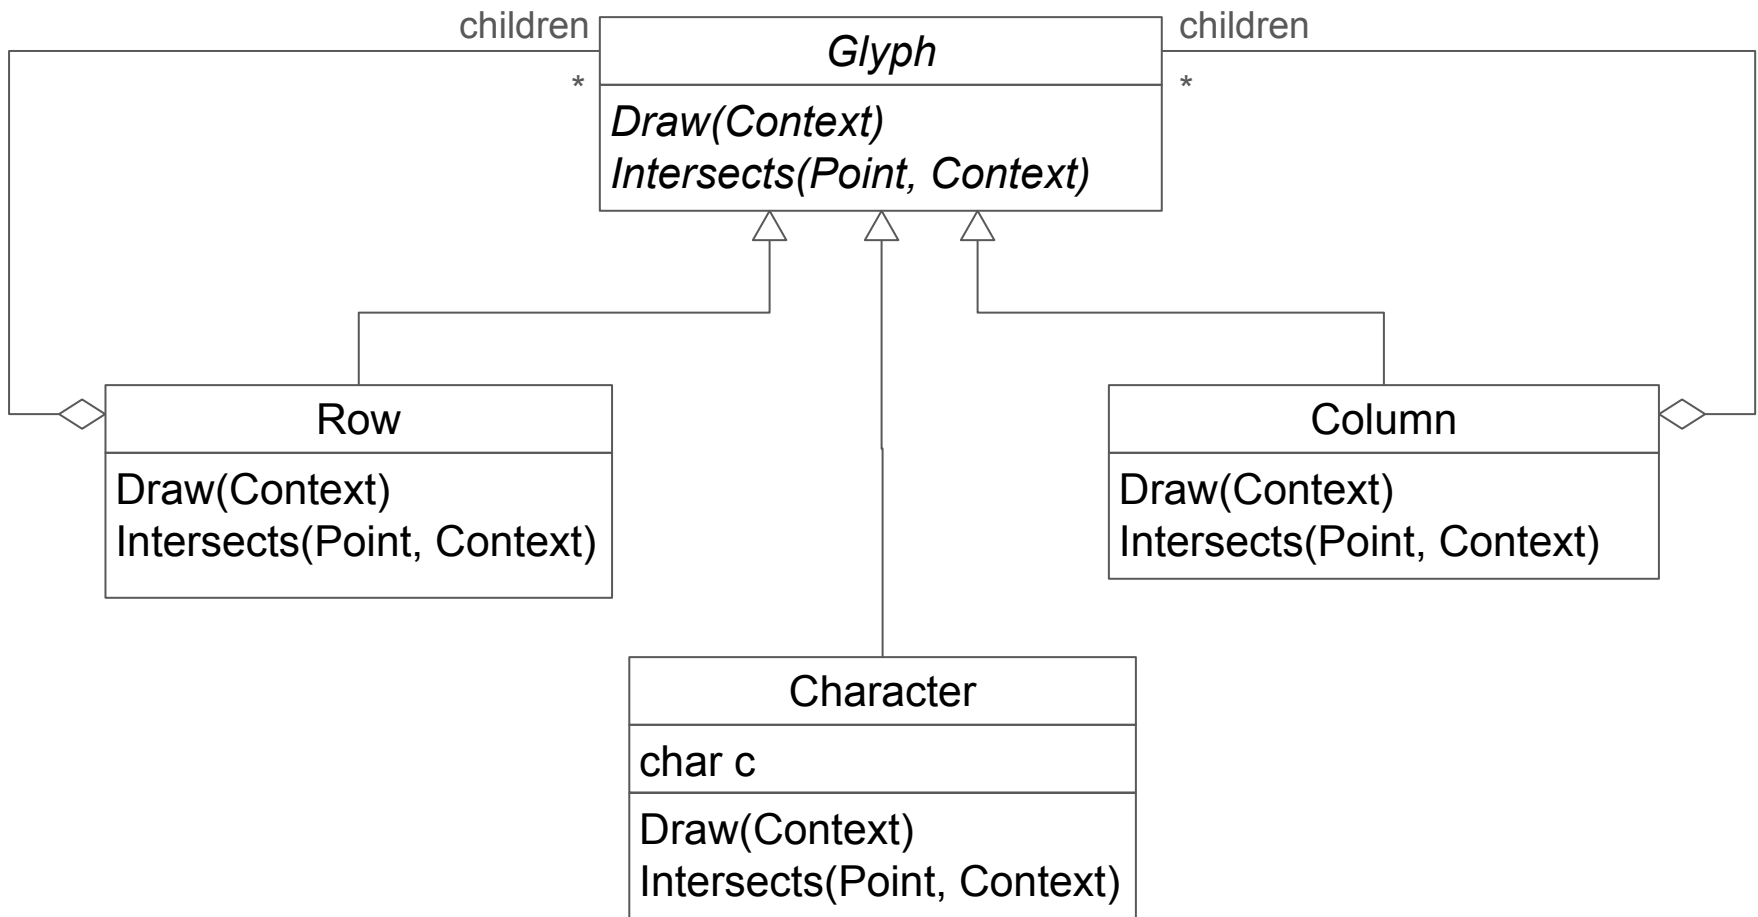 children
Glyph
children
*
*
Draw(Context)
Intersects(Point, Context)
Row
Draw(Context)
Intersects(Point, Context)
Column
Draw(Context)
Intersects(Point, Context)
Character
char c
Draw(Context)
Intersects(Point, Context)